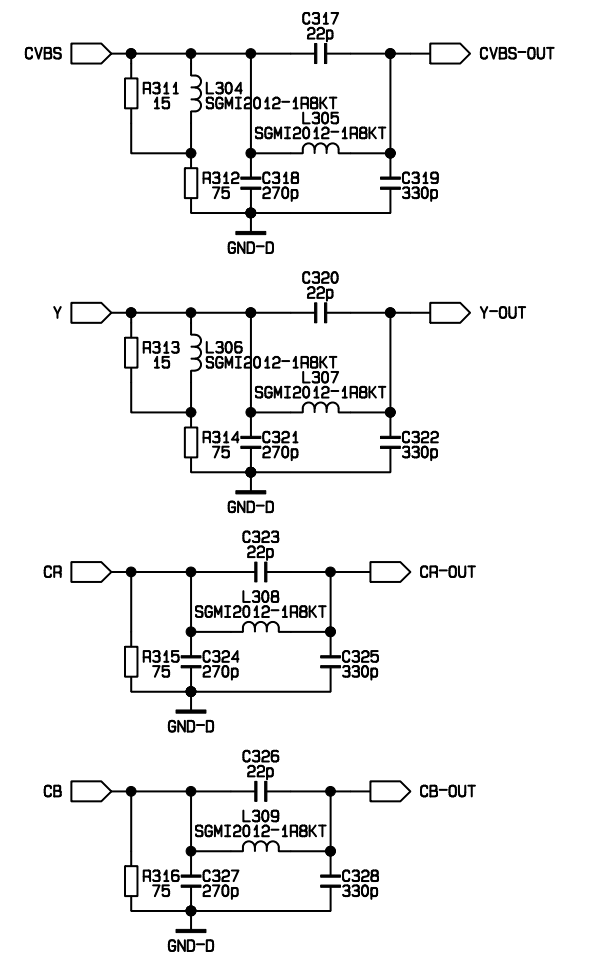 C317
22p
CVBS
CVBS-OUT
R311
15
L304
SGMI2012-1R8KT
L305
SGMI2012-1R8KT
R312
75
C318
270p
C319
330p
GND-D
C320
22p
Y
Y-OUT
R313
15
L306
SGMI2012-1R8KT
L307
SGMI2012-1R8KT
R314
75
C321
270p
C322
330p
GND-D
C323
22p
CR
CR-OUT
L308
SGMI2012-1R8KT
R315
75
C324
270p
C325
330p
GND-D
C326
22p
CB
CB-OUT
L309
SGMI2012-1R8KT
R316
75
C327
270p
C328
330p
GND-D